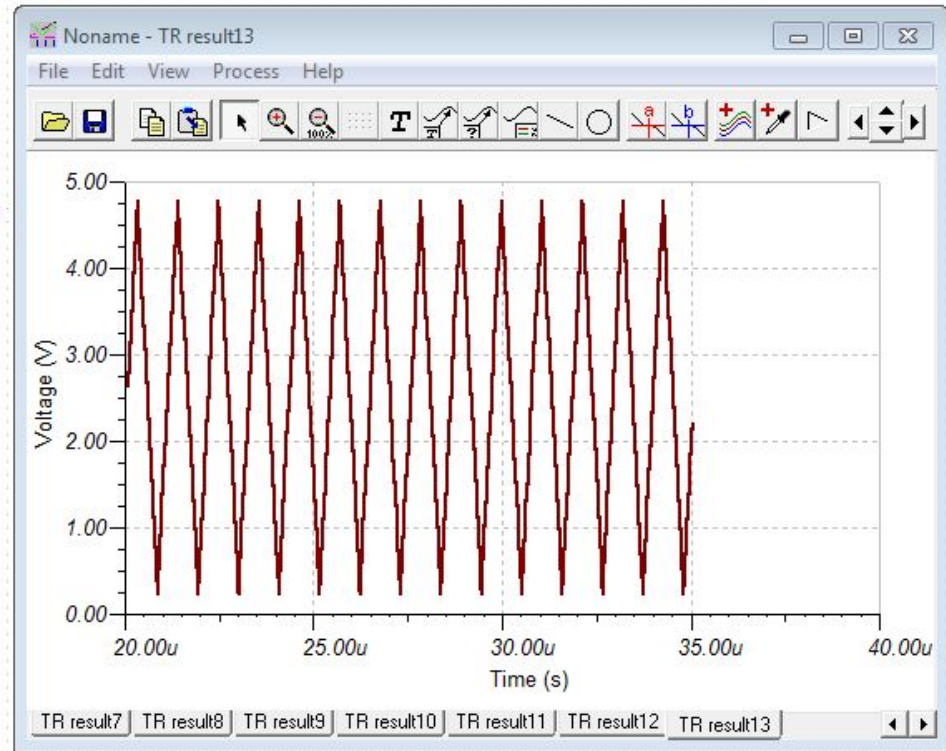 Noname - TR result13
File Edit View Process Help
100% T T ? a b
5.00
4.00
3.00
2.00
1.00
0.00
Voltage (V)
20.00u 25.00u 30.00u 35.00u 40.00u
Time (s)
TR result7 TR result8 TR result9 TR result10 TR result11 TR result12 TR result13